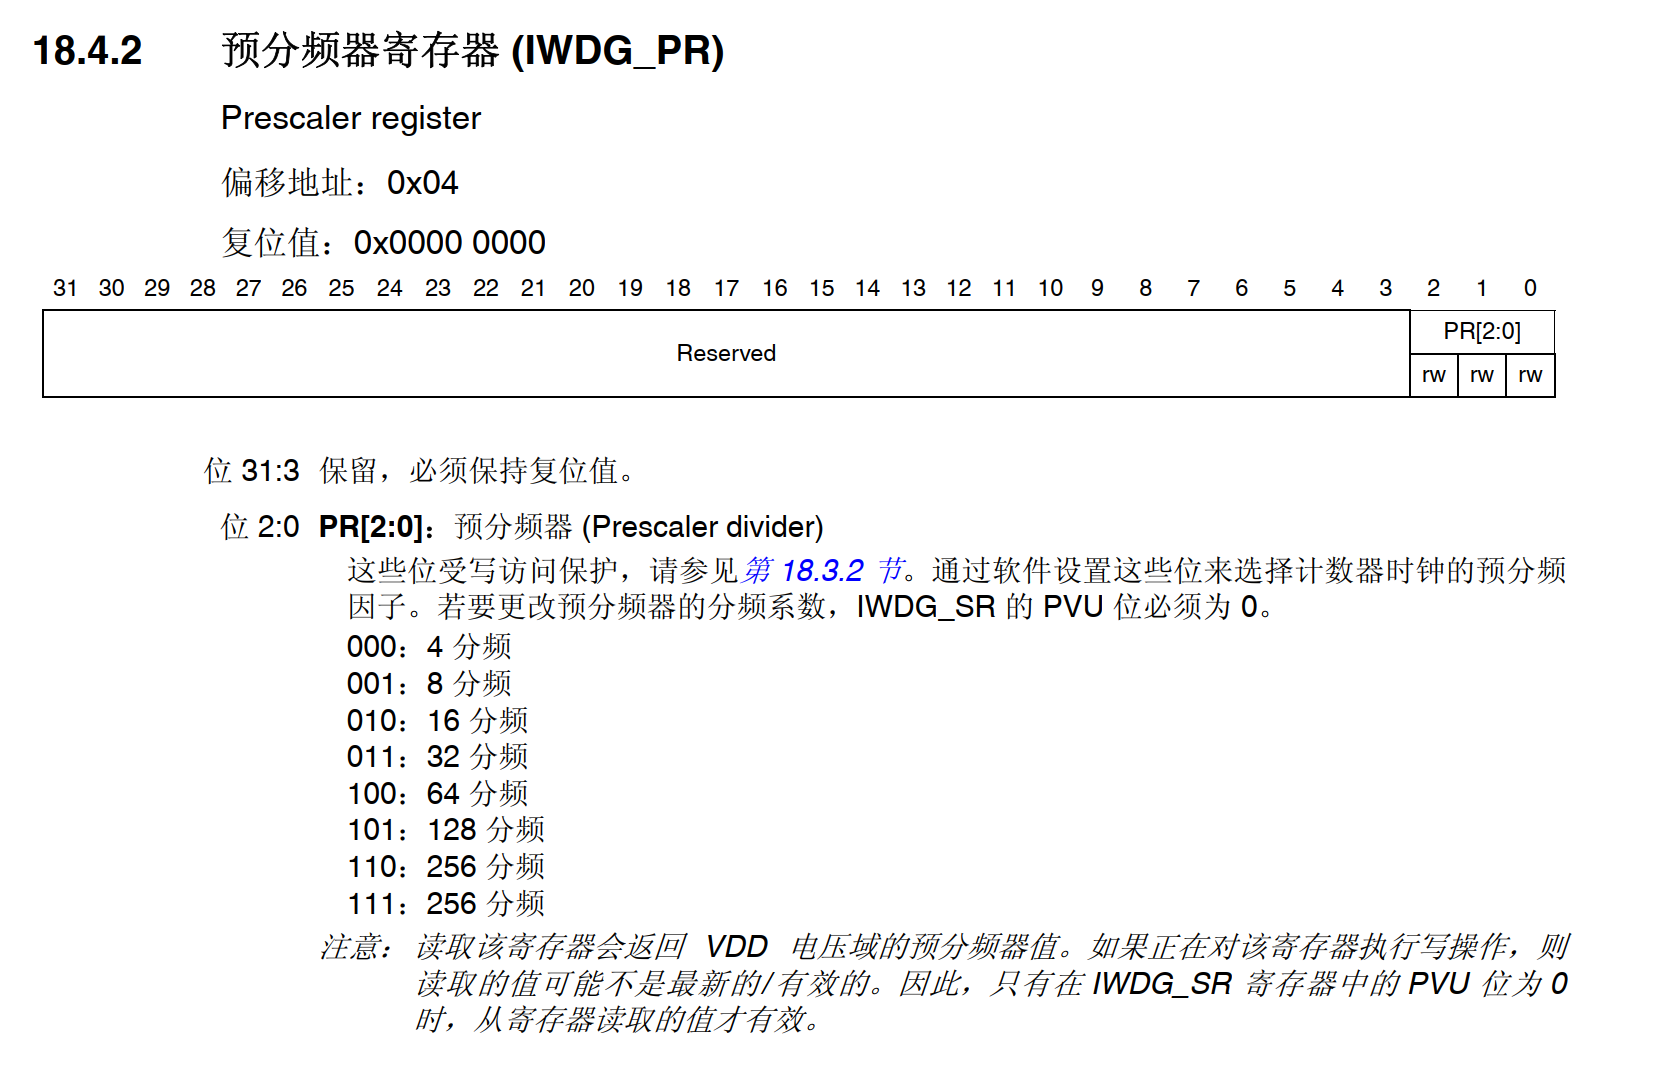 18.4.2 预分频器寄存器 (IWDG_PR)
Prescaler register
偏移地址：0x04
复位值：0x0000 0000
31 30 29 28 27 26 25 24 23 22 21 20 19 18 17 16 15 14 13 12 11 10 9 8 7 6 5 4 3 2 1 0
Reserved
PR[2:0]
rw rw rw
位 31:3 保留，必须保持复位值。
位 2:0 PR[2:0]：预分频器 (Prescaler divider)
这些位受写访问保护，请参见第 18.3.2 节。通过软件设置这些位来选择计数器时钟的预分频
因子。若要更改预分频器的分频系数，IWDG_SR 的 PVU 位必须为 0。
000：4 分频
001：8 分频
010：16 分频
011：32 分频
100：64 分频
101：128 分频
110：256 分频
111：256 分频
注意：读取该寄存器会返回 VDD 电压域的预分频器值。如果正在对该寄存器执行写操作，则
读取的值可能不是最新的/有效的。因此，只有在 IWDG_SR 寄存器中的 PVU 位为 0
时，从寄存器读取的值才有效。